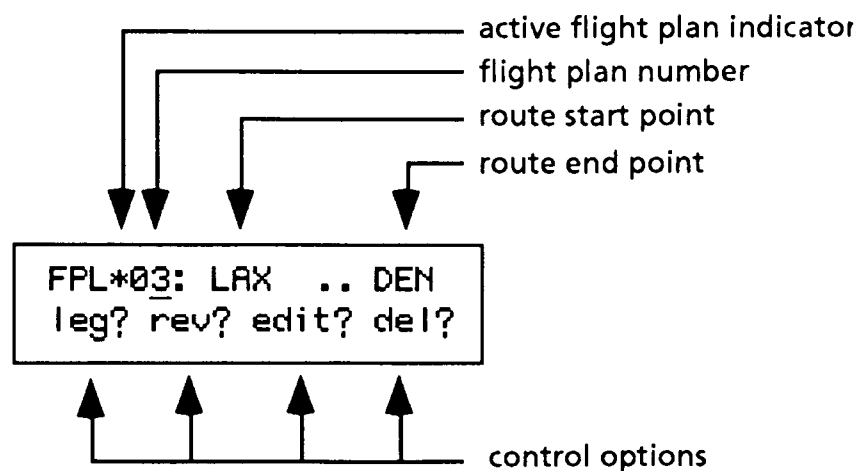 active flight plan indicator
flight plan number
route start point
route end point
FPL*03: LAX .. DEN
leg? rev? edit? del?
control options